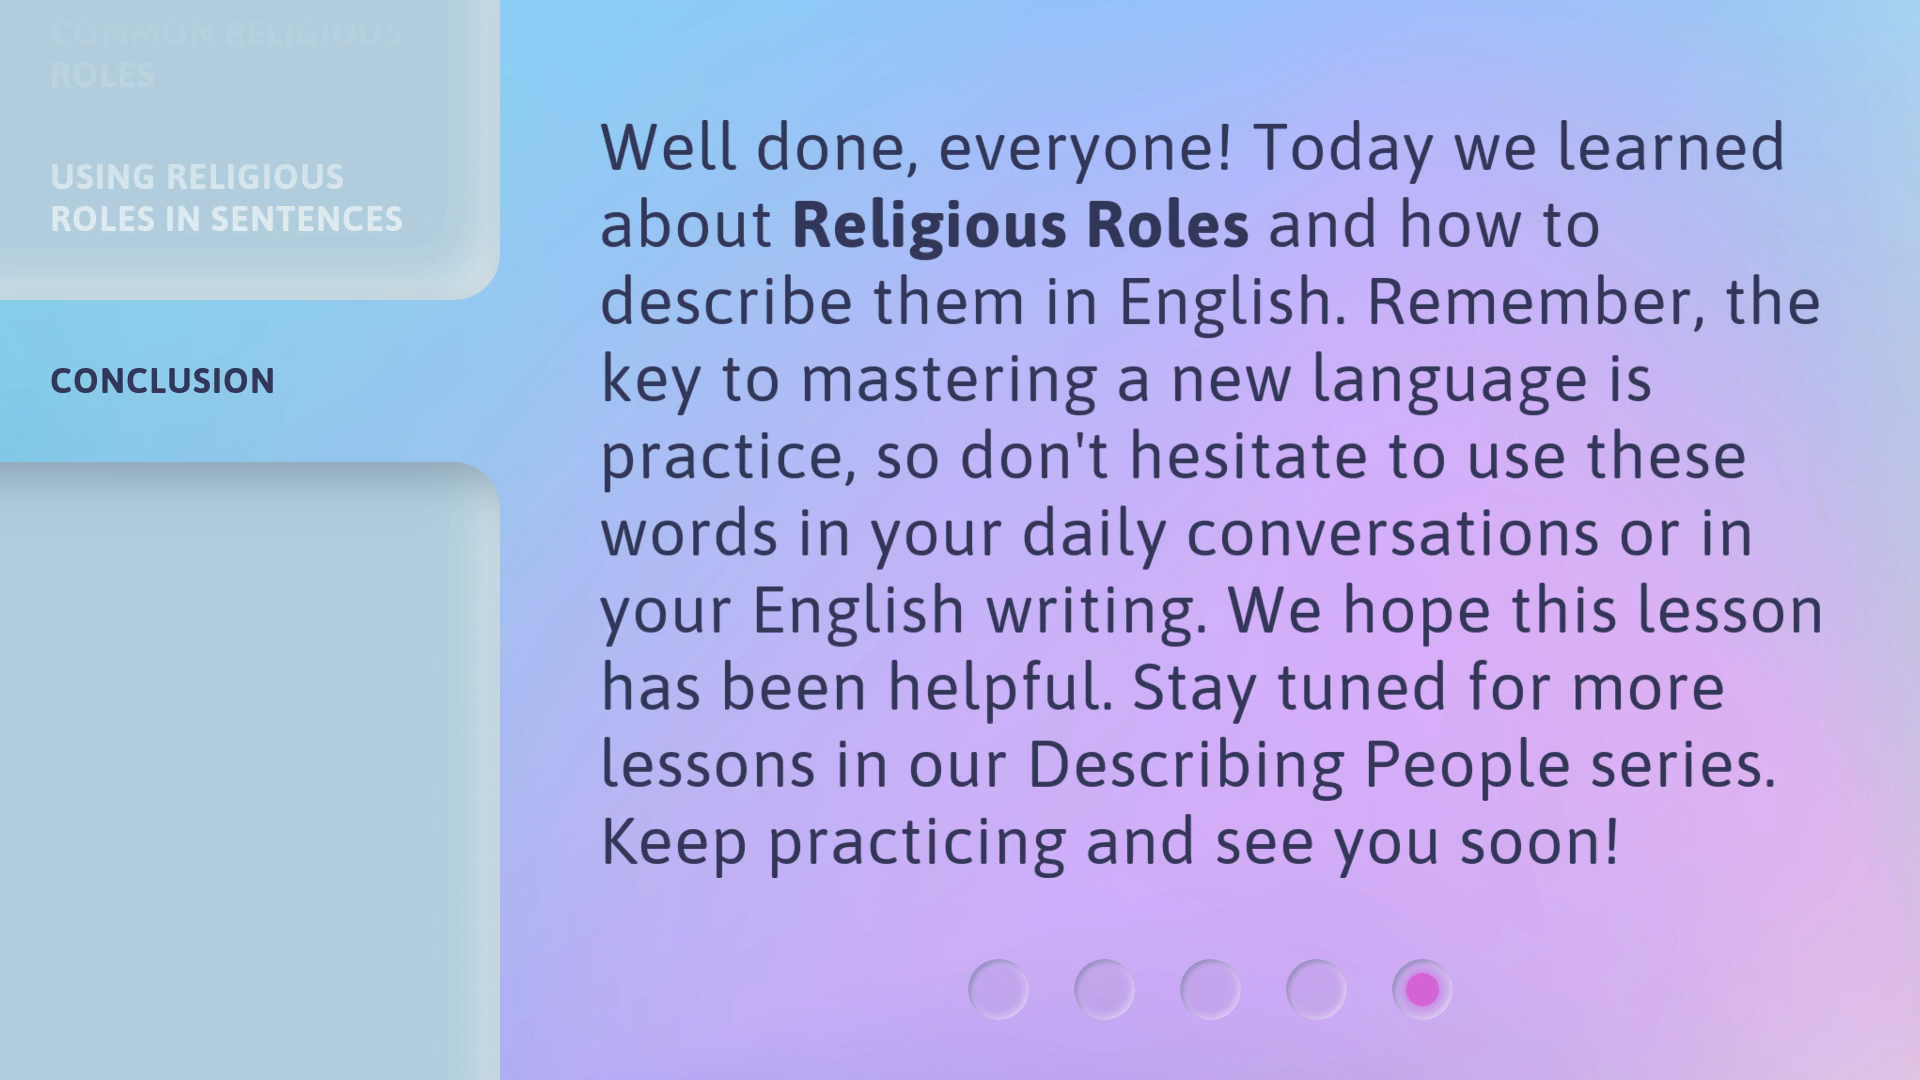 COMMON RELIGIOUS
ROLES
USING RELIGIOUS
ROLES IN SENTENCES
CONCLUSION
Well done, everyone! Today we learned
about Religious Roles and how to
describe them in English. Remember, the
key to mastering a new language is
practice, so don't hesitate to use these
words in your daily conversations or in
your English writing. We hope this lesson
has been helpful. Stay tuned for more
lessons in our Describing People series.
Keep practicing and see you soon!